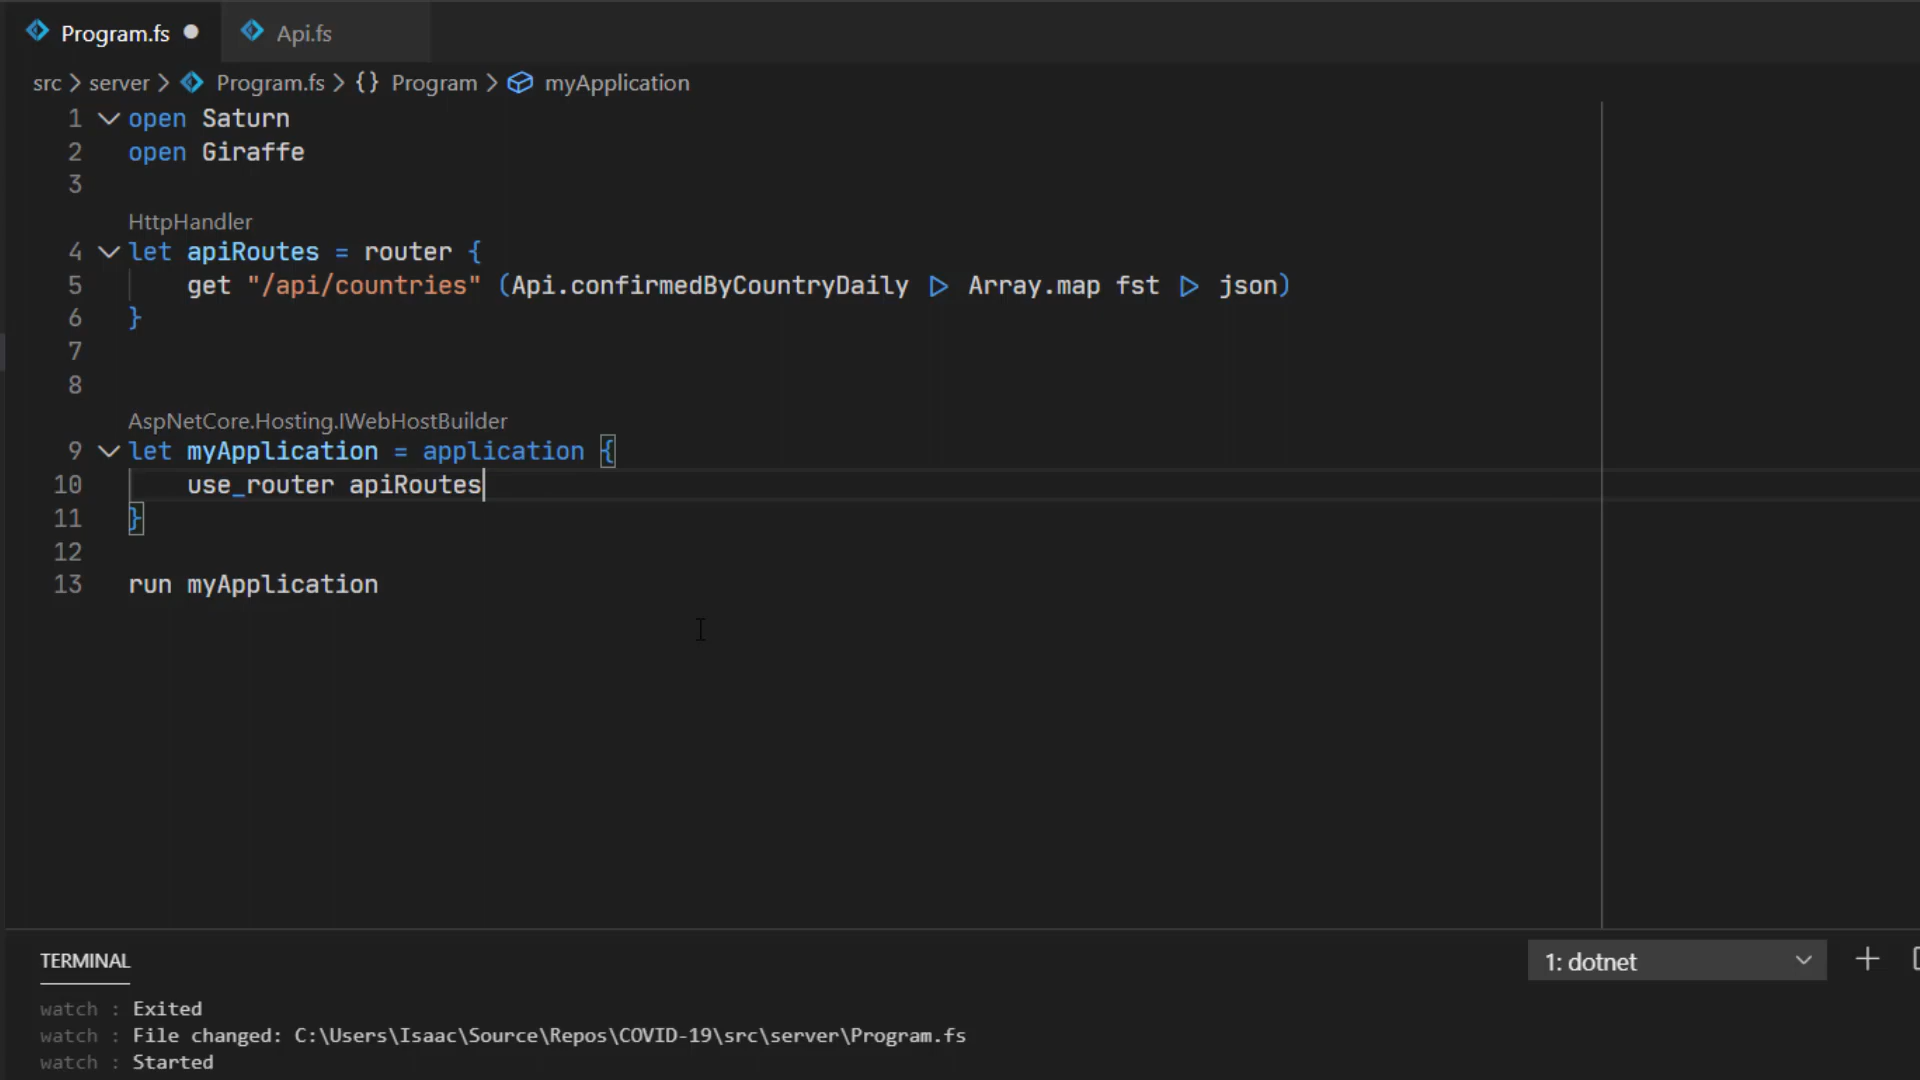 Program.fs Api.fs
src > server > Program.fs > {} Program > myApplication
1 open Saturn
2 open Giraffe
3
HttpHandler
4 let apiRoutes = router {
5 get "/api/countries" (Api.confirmedByCountryDaily ▷ Array.map fst ▷ json)
6 }
7
8
AspNetCore.Hosting.IWebHostBuilder
9 let myApplication = application {
10 use_router apiRoutes
11 }
12
13 run myApplication
TERMINAL 1: dotnet
watch : Exited
watch : File changed: C:\Users\Isaac\Source\Repos\COVID-19\src\server\Program.fs
watch : Started